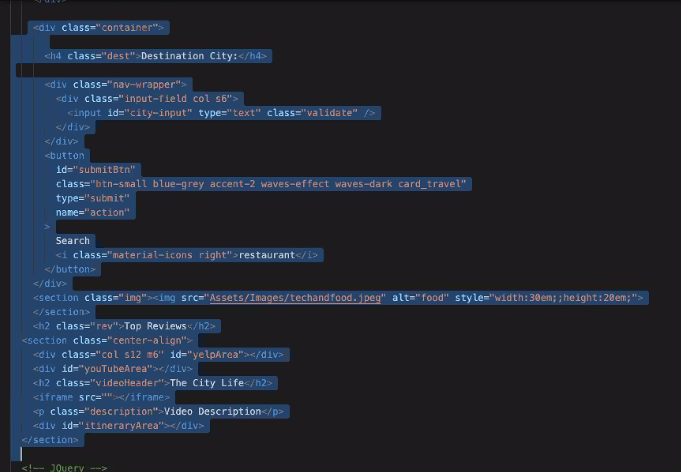 </div>
<div class="container">
<h4 class="dest">Destination City:</h4>
<div class="nav-wrapper">
<div class="input-field col s6">
<input id="city-input" type="text" class="validate" />
</div>
</div>
<button
id="submitBtn"
class="btn-small blue-grey accent-2 waves-effect waves-dark card_travel"
type="submit"
name="action"
>
Search
<i class="material-icons right">restaurant</i>
</button>
</div>
<section class="img"><img src="Assets/Images/techandfood.jpeg" alt="food" style="width:30em;;height:20em;">
</section>
<h2 class="rev">Top Reviews</h2>
<section class="center-align">
<div class="col s12 m6" id="yelpArea"></div>
<div id="youTubeArea"></div>
<h2 class="videoHeader">The City Life</h2>
<iframe src=""></iframe>
<p class="description">Video Description</p>
<div id="itineraryArea"></div>
</section>
<!-- JQuery -->